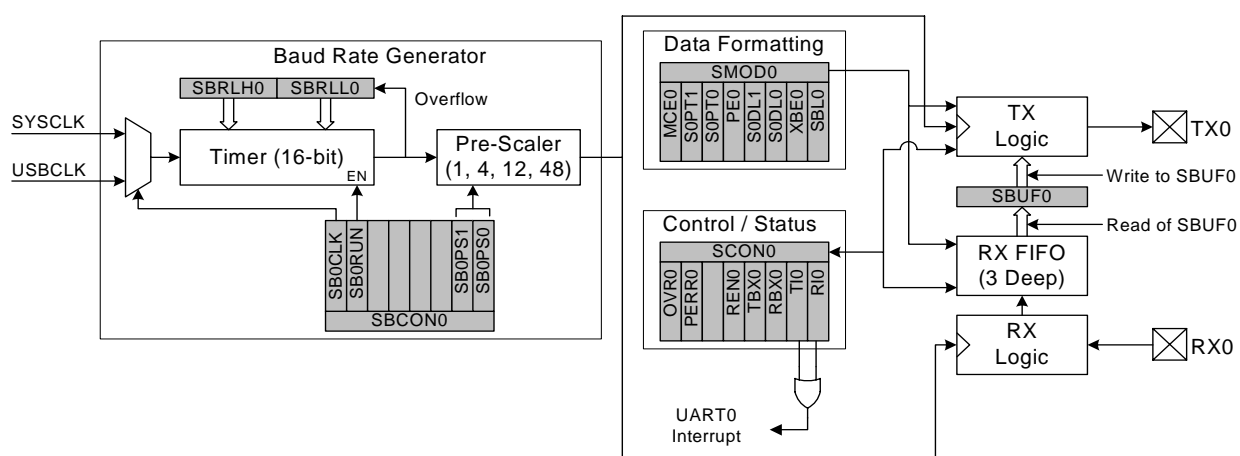 Baud Rate Generator
SBRLH0
SBRLL0
Overflow
SYSCLK
USBCLK
Timer (16-bit)
EN
Pre-Scaler
(1, 4, 12, 48)
SB0CLK
SB0RUN
SB0PS1
SB0PS0
SBCON0
Data Formatting
SMOD0
MCE0
S0PT1
S0PT0
PE0
S0DL1
S0DL0
XBE0
SBL0
Control / Status
SCON0
OVR0
PERR0
REN0
TBX0
RBX0
TI0
RI0
UART0
Interrupt
TX
Logic
TX0
Write to SBUF0
SBUF0
Read of SBUF0
RX FIFO
(3 Deep)
RX
Logic
RX0